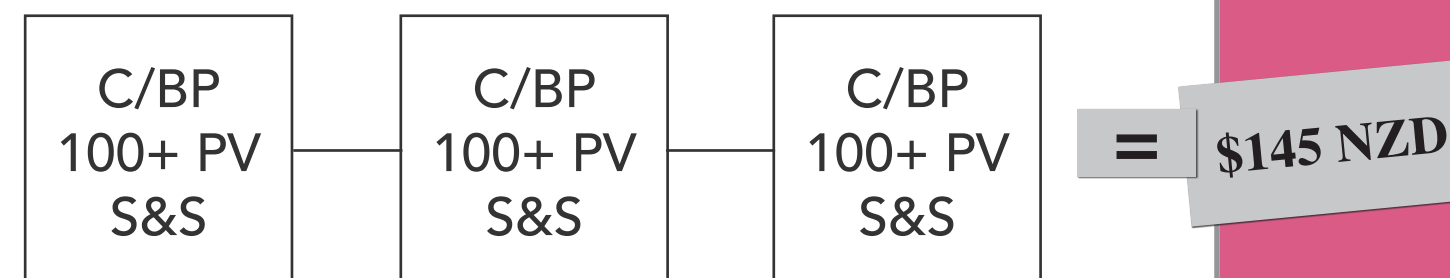 C/BP
100+ PV
S&S
C/BP
100+ PV
S&S
C/BP
100+ PV
S&S
= $145 NZD